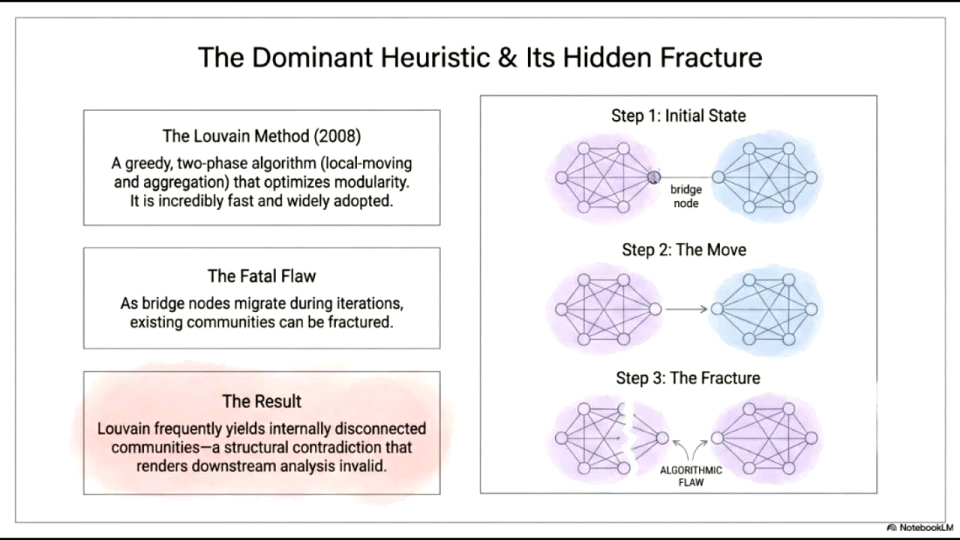 The Dominant Heuristic & Its Hidden Fracture
The Louvain Method (2008)
A greedy, two-phase algorithm (local-moving
and aggregation) that optimizes modularity.
It is incredibly fast and widely adopted.
The Fatal Flaw
As bridge nodes migrate during iterations,
existing communities can be fractured.
The Result
Louvain frequently yields internally disconnected
communities—a structural contradiction that
renders downstream analysis invalid.
Step 1: Initial State
bridge
node
Step 2: The Move
Step 3: The Fracture
ALGORITHMIC
FLAW
NotebookLM